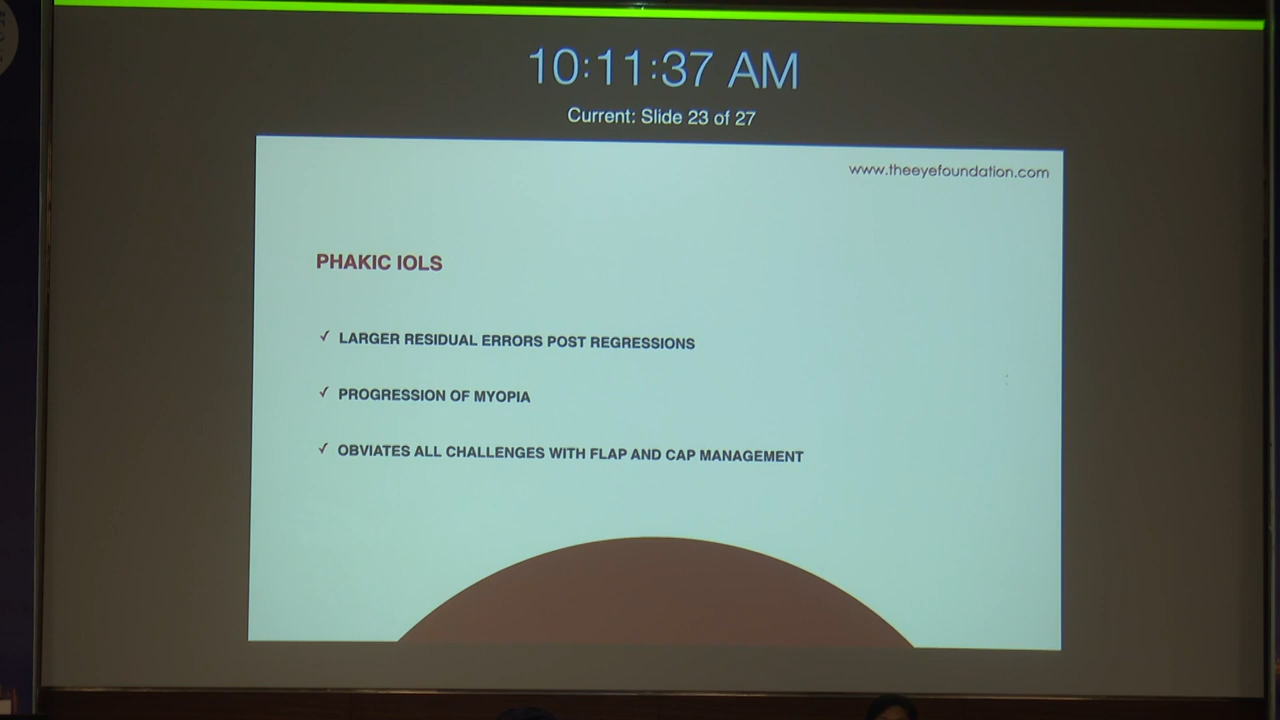 10:11:37 AM
Current: Slide 23 of 27
www.theeyefoundation.com
PHAKIC IOLS
✓ LARGER RESIDUAL ERRORS POST REGRESSIONS
✓ PROGRESSION OF MYOPIA
✓ OBVIATES ALL CHALLENGES WITH FLAP AND CAP MANAGEMENT